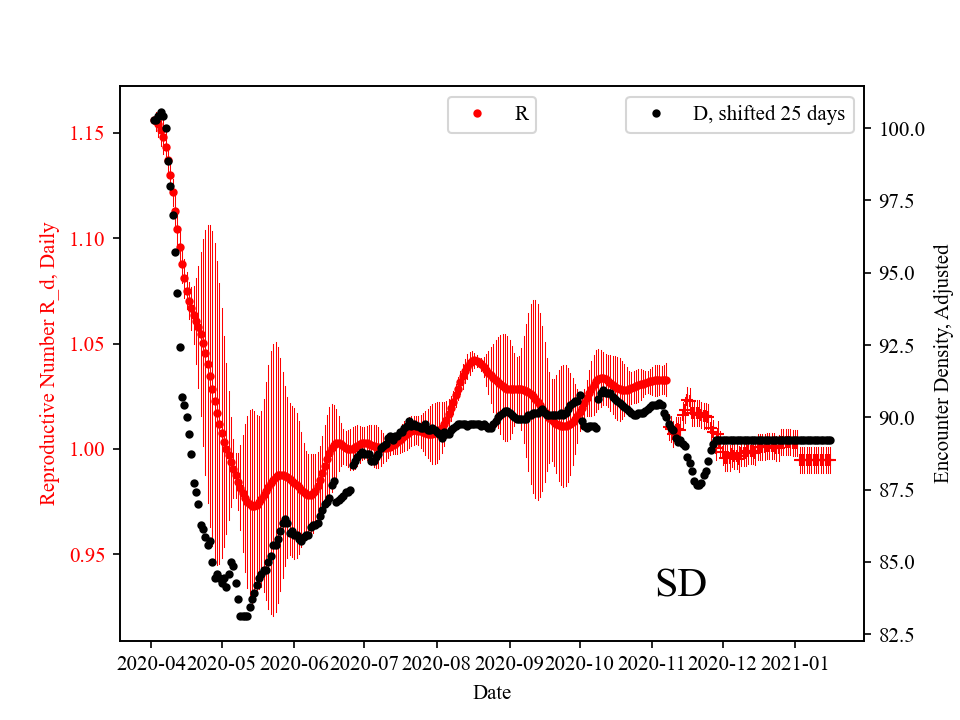 R
D, shifted 25 days
1.15
1.10
1.05
1.00
0.95
Reproductive Number R_d, Daily
100.0
97.5
95.0
92.5
90.0
87.5
85.0
82.5
Encounter Density, Adjusted
SD
2020-04 2020-05 2020-06 2020-07 2020-08 2020-09 2020-10 2020-11 2020-12 2021-01
Date